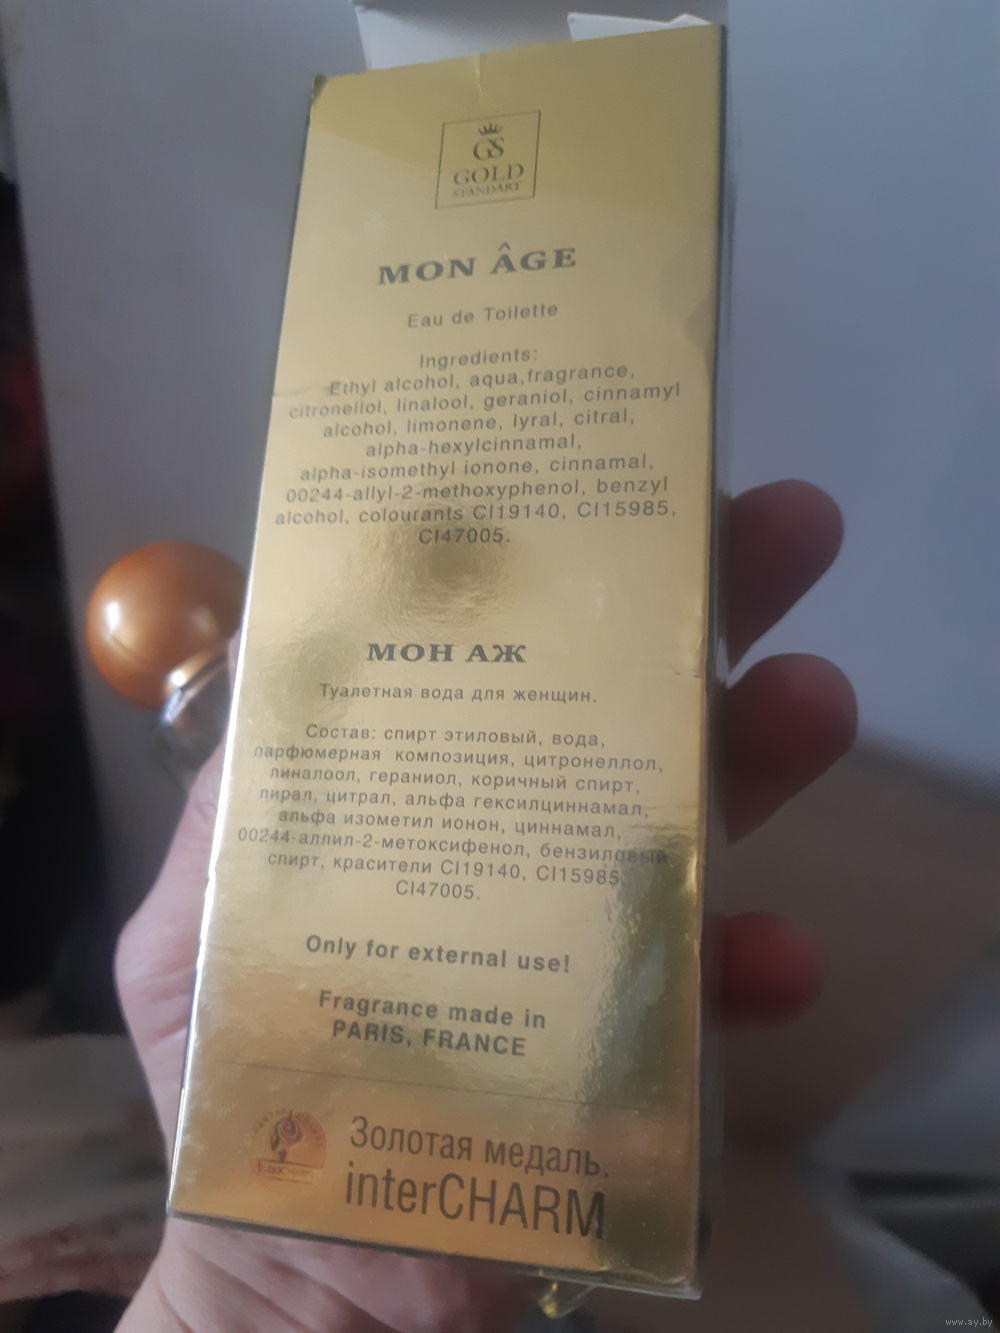 GS
GOLD
STANDART
MON ÂGE
Eau de Toilette
Ingredients:
Ethyl alcohol, aqua,fragrance,
citronellol, linalool, geraniol, cinnamyl
alcohol, limonene, lyral, citral,
alpha-hexylcinnamal,
alpha-isomethyl ionone, cinnamal,
00244-allyl-2-methoxyphenol, benzyl
alcohol, colourants CI19140, CI15985,
CI47005.
МОН АЖ
Туалетная вода для женщин.
Состав: спирт этиловый, вода,
парфюмерная композиция, цитронеллол,
линалоол, гераниол, коричный спирт,
лирал, цитрал, альфа гексилциннамал,
альфа изометил ионон, циннамал,
00244-аллил-2-метоксифенол, бензиловый
спирт, красители CI19140, CI15985,
CI47005.
Only for external use!
Fragrance made in
PARIS, FRANCE
Золотая медаль.
interCHARM
www.ay.by